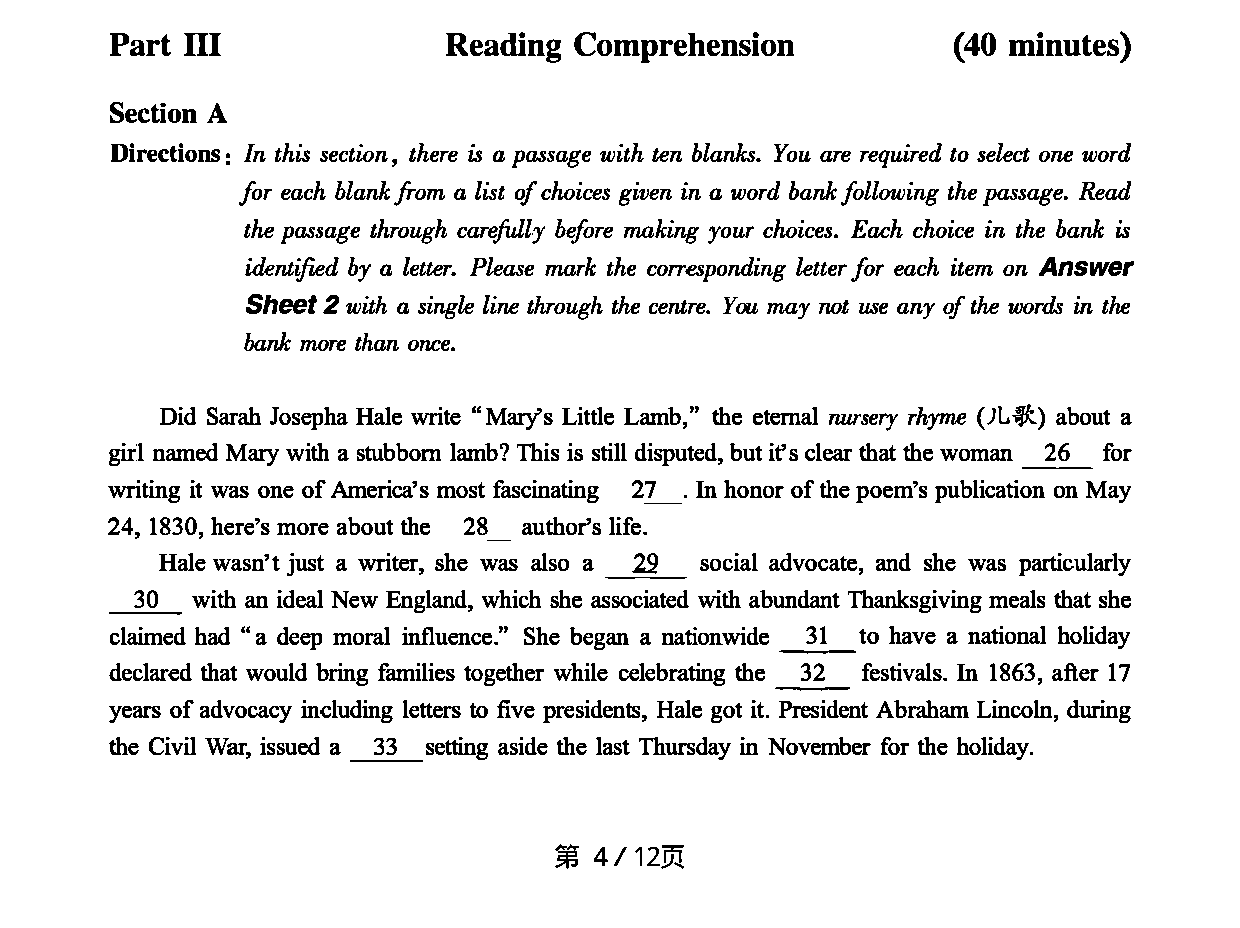 Part III Reading Comprehension (40 minutes)
Section A
Directions: In this section, there is a passage with ten blanks. You are required to select one word
for each blank from a list of choices given in a word bank following the passage. Read
the passage through carefully before making your choices. Each choice in the bank is
identified by a letter. Please mark the corresponding letter for each item on Answer
Sheet 2 with a single line through the centre. You may not use any of the words in the
bank more than once.
Did Sarah Josepha Hale write “Mary’s Little Lamb,” the eternal nursery rhyme (儿歌) about a
girl named Mary with a stubborn lamb? This is still disputed, but it’s clear that the woman 26 for
writing it was one of America’s most fascinating 27. In honor of the poem’s publication on May
24, 1830, here’s more about the 28 author’s life.
Hale wasn’t just a writer, she was also a 29 social advocate, and she was particularly
30 with an ideal New England, which she associated with abundant Thanksgiving meals that she
claimed had “a deep moral influence.” She began a nationwide 31 to have a national holiday
declared that would bring families together while celebrating the 32 festivals. In 1863, after 17
years of advocacy including letters to five presidents, Hale got it. President Abraham Lincoln, during
the Civil War, issued a 33 setting aside the last Thursday in November for the holiday.
第 4 / 12页